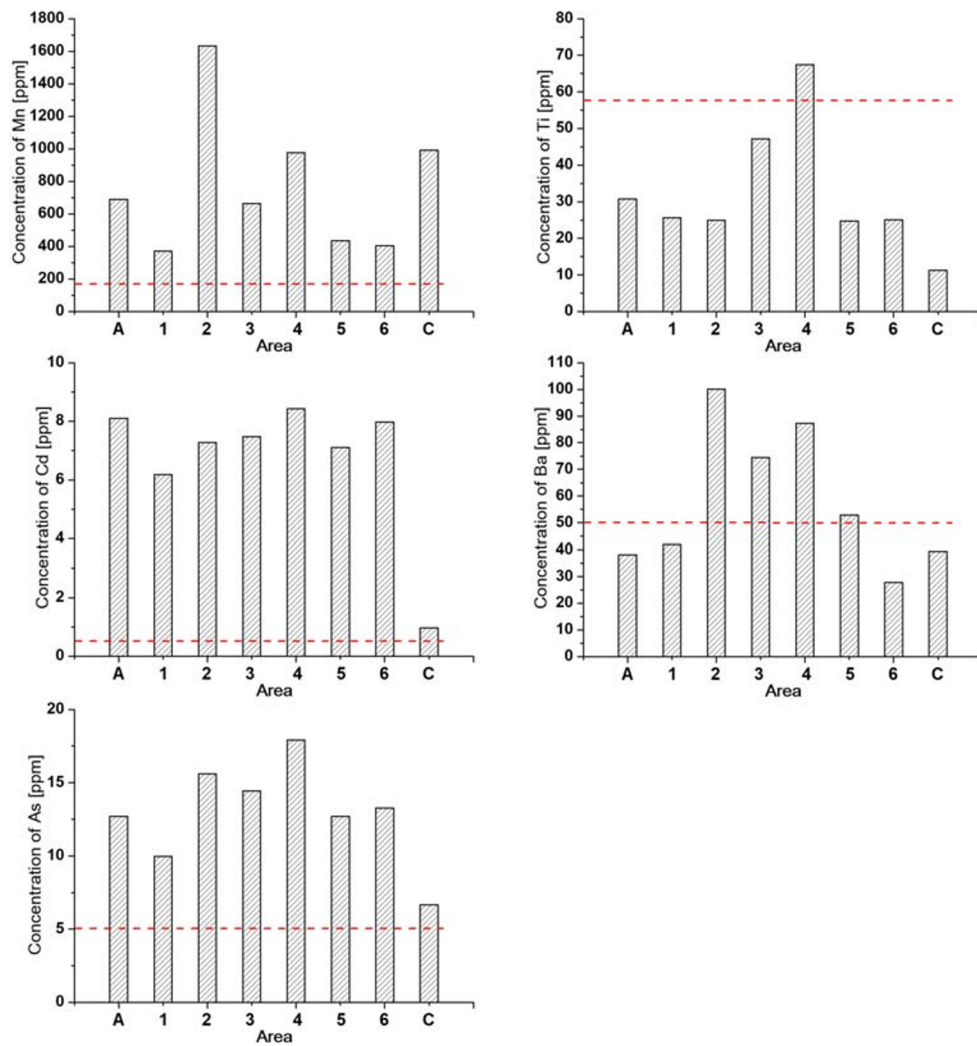 Concentration of Mn [ppm]
1800
1600
1400
1200
1000
800
600
400
200
0
A 1 2 3 4 5 6 C
Area
Concentration of Ti [ppm]
80
70
60
50
40
30
20
10
0
A 1 2 3 4 5 6 C
Area
Concentration of Cd [ppm]
10
8
6
4
2
0
A 1 2 3 4 5 6 C
Area
Concentration of Ba [ppm]
110
100
90
80
70
60
50
40
30
20
10
0
A 1 2 3 4 5 6 C
Area
Concentration of As [ppm]
20
15
10
5
0
A 1 2 3 4 5 6 C
Area